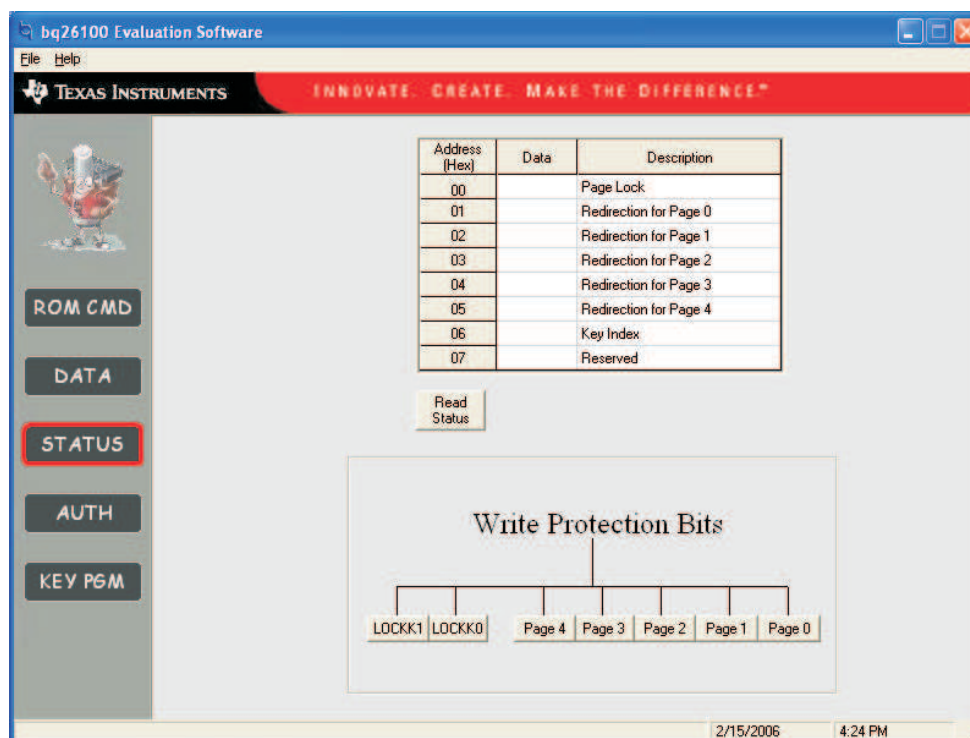 bq26100 Evaluation Software
File Help
TEXAS INSTRUMENTS
INNOVATE. CREATE. MAKE THE DIFFERENCE.™
Address (Hex) Data Description
00 Page Lock
01 Redirection for Page 0
02 Redirection for Page 1
03 Redirection for Page 2
04 Redirection for Page 3
05 Redirection for Page 4
06 Key Index
07 Reserved
ROM CMD
DATA
STATUS
AUTH
KEY PGM
Read
Status
Write Protection Bits
LOCKK1 LOCKK0 Page 4 Page 3 Page 2 Page 1 Page 0
2/15/2006 4:24 PM